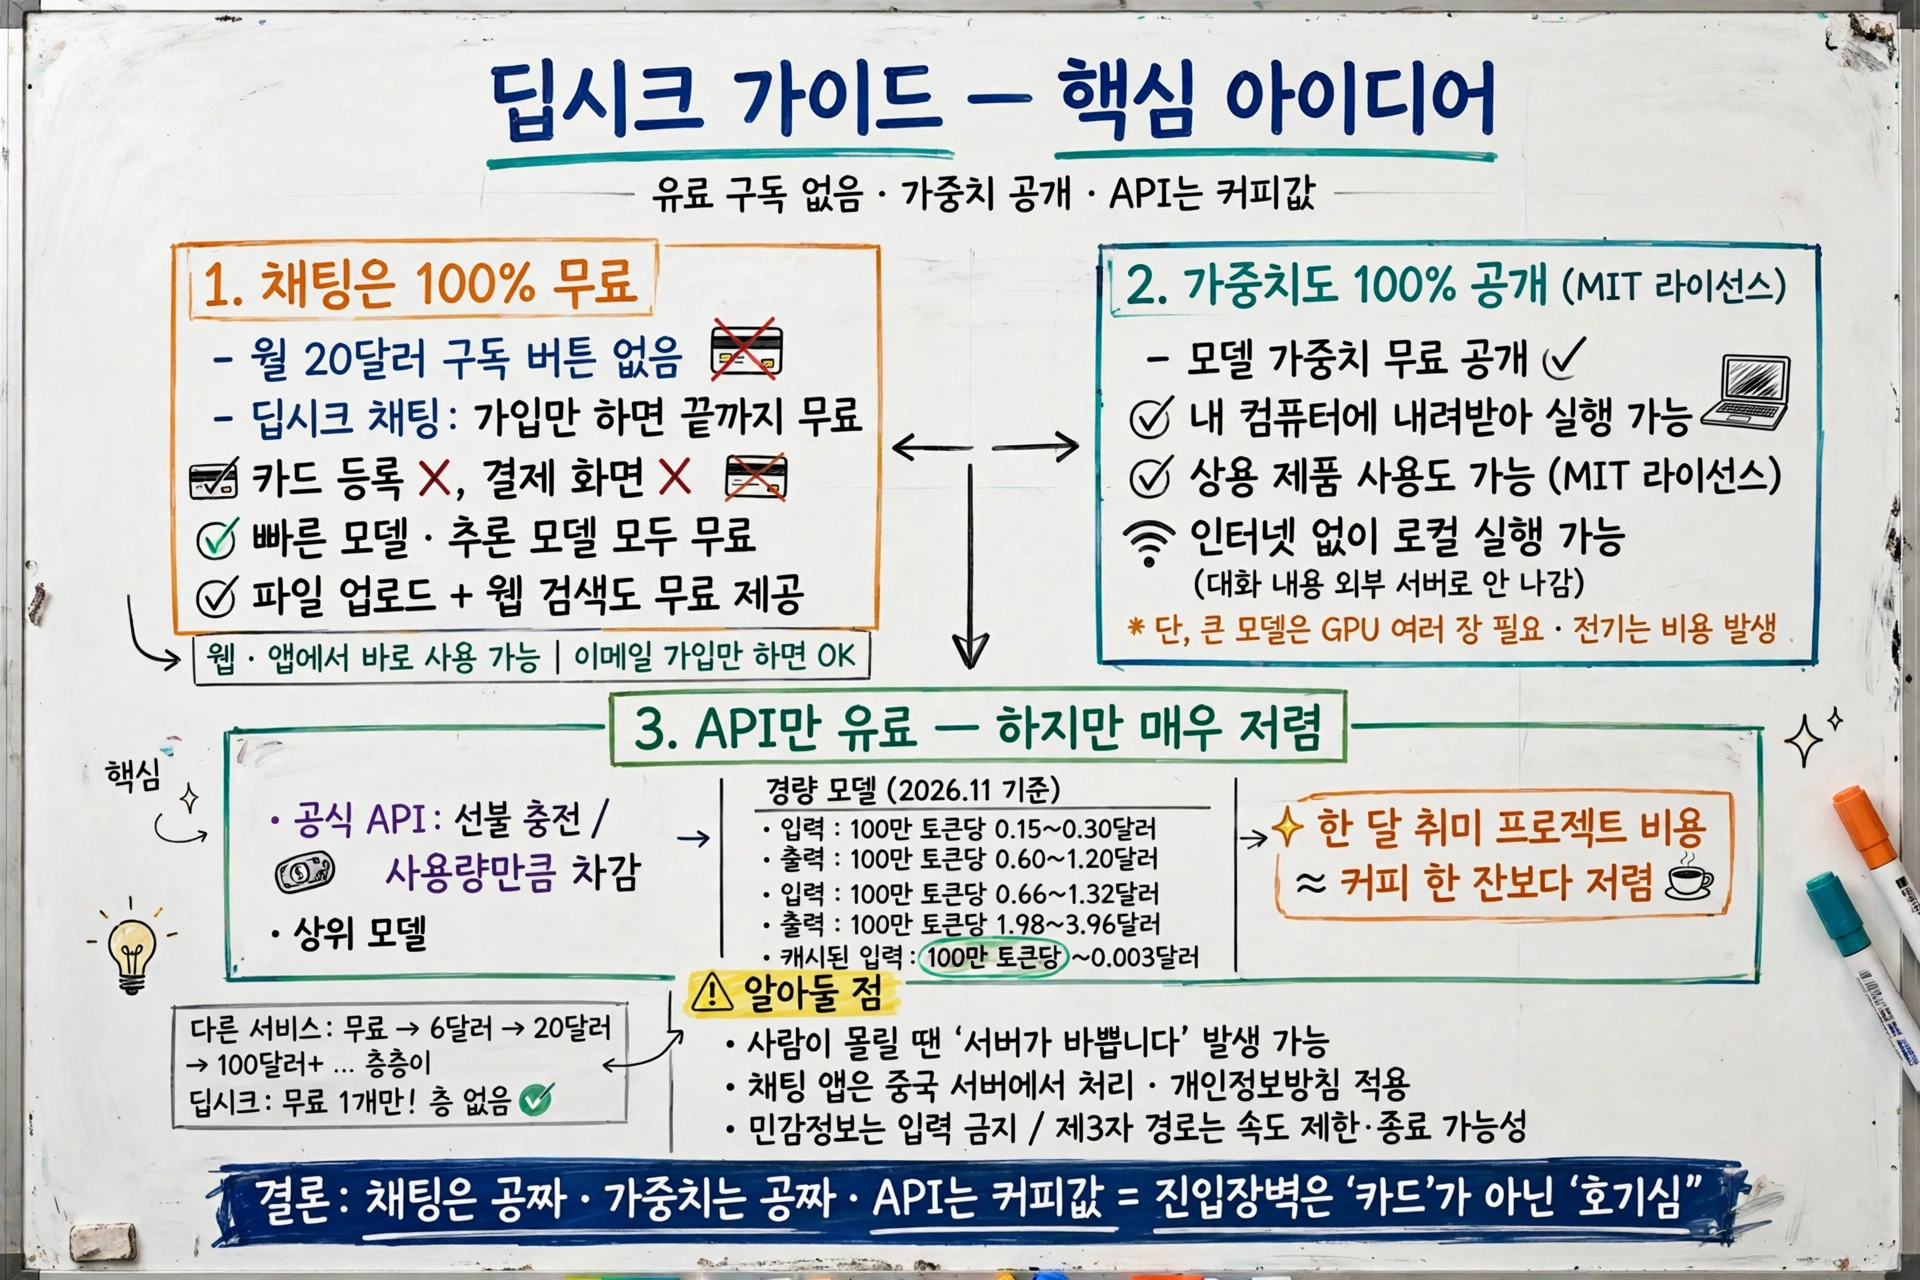 딥시크 가이드 — 핵심 아이디어
유료 구독 없음 · 가중치 공개 · API는 커피값
1. 채팅은 100% 무료
- 월 20달러 구독 버튼 없음
- 딥시크 채팅: 가입만 하면 끝까지 무료
카드 등록 X, 결제 화면 X
빠른 모델 · 추론 모델 모두 무료
파일 업로드 + 웹 검색도 무료 제공
웹 · 앱에서 바로 사용 가능 | 이메일 가입만 하면 OK
2. 가중치도 100% 공개 (MIT 라이선스)
- 모델 가중치 무료 공개
내 컴퓨터에 내려받아 실행 가능
상용 제품 사용도 가능 (MIT 라이선스)
인터넷 없이 로컬 실행 가능
(대화 내용 외부 서버로 안 나감)
* 단, 큰 모델은 GPU 여러 장 필요 · 전기는 비용 발생
3. API만 유료 — 하지만 매우 저렴
핵심
• 공식 API: 선불 충전 /
사용량만큼 차감
• 상위 모델
경량 모델 (2026.11 기준)
• 입력 : 100만 토큰당 0.15~0.30달러
• 출력 : 100만 토큰당 0.60~1.20달러
• 입력 : 100만 토큰당 0.66~1.32달러
• 출력 : 100만 토큰당 1.98~3.96달러
• 캐시된 입력 : 100만 토큰당 ~0.003달러
한 달 취미 프로젝트 비용
≈ 커피 한 잔보다 저렴
다른 서비스: 무료 → 6달러 → 20달러
→ 100달러+ ... 층층이
딥시크: 무료 1개만! 층 없음
알아둘 점
• 사람이 몰릴 땐 ‘서버가 바쁩니다’ 발생 가능
• 채팅 앱은 중국 서버에서 처리 · 개인정보방침 적용
• 민감정보는 입력 금지 / 제3자 경로는 속도 제한·종료 가능성
결론: 채팅은 공짜 · 가중치는 공짜 · API는 커피값 = 진입장벽은 ‘카드’가 아닌 ‘호기심”